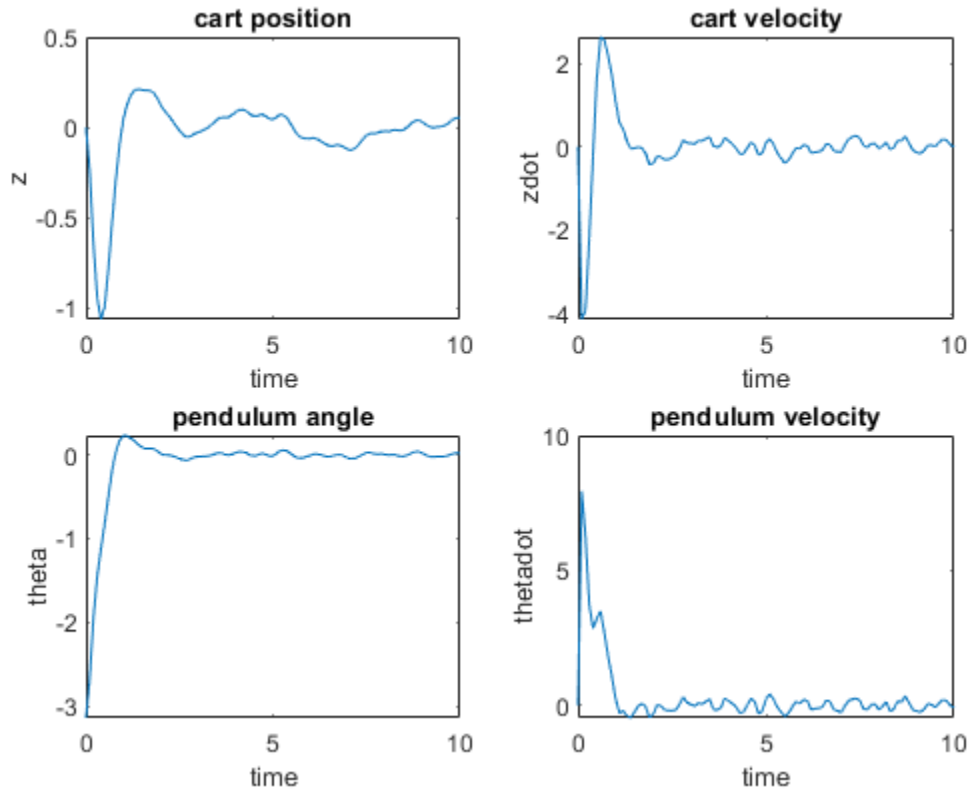 cart position
0.5
0
-0.5
-1
z
0
5
10
time
cart velocity
2
0
-2
-4
zdot
0
5
10
time
pendulum angle
0
-1
-2
-3
theta
0
5
10
time
pendulum velocity
10
5
0
thetadot
0
5
10
time